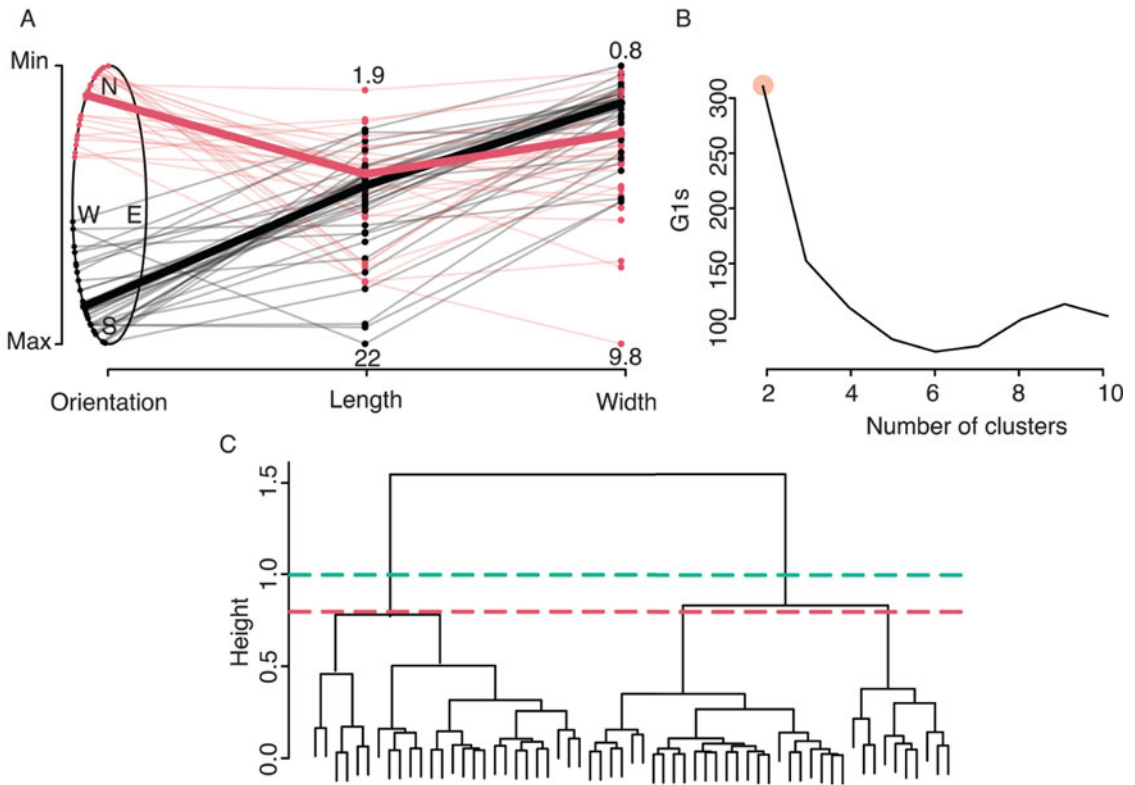 A
Min
Max
N
W
E
S
1.9
22
0.8
9.8
Orientation
Length
Width
B
G1s
300
250
200
150
100
2
4
6
8
10
Number of clusters
C
Height
1.5
1.0
0.5
0.0